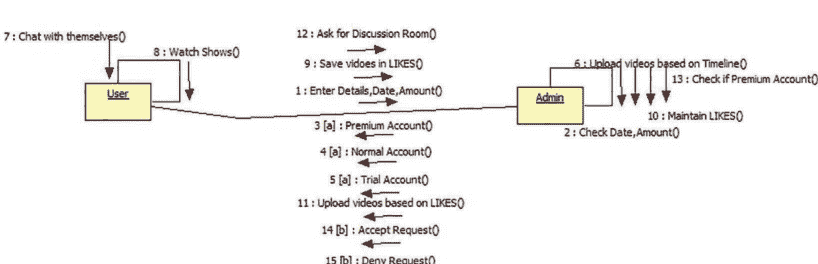 12 : Ask for Discussion Room()
7 : Chat with themselves()
8 : Watch Shows()
9 : Save vidoes in LIKES()
6 : Upload videos based on Timeline()
13 : Check if Premium Account()
1 : Enter Details,Date,Amount()
User
Admin
10 : Maintain LIKES()
3 [a] : Premium Account()
2 : Check Date,Amount()
4 [a] : Normal Account()
5 [a] : Trial Account()
11 : Upload videos based on LIKES()
14 [b] : Accept Request()
15 [b] : Deny Request()